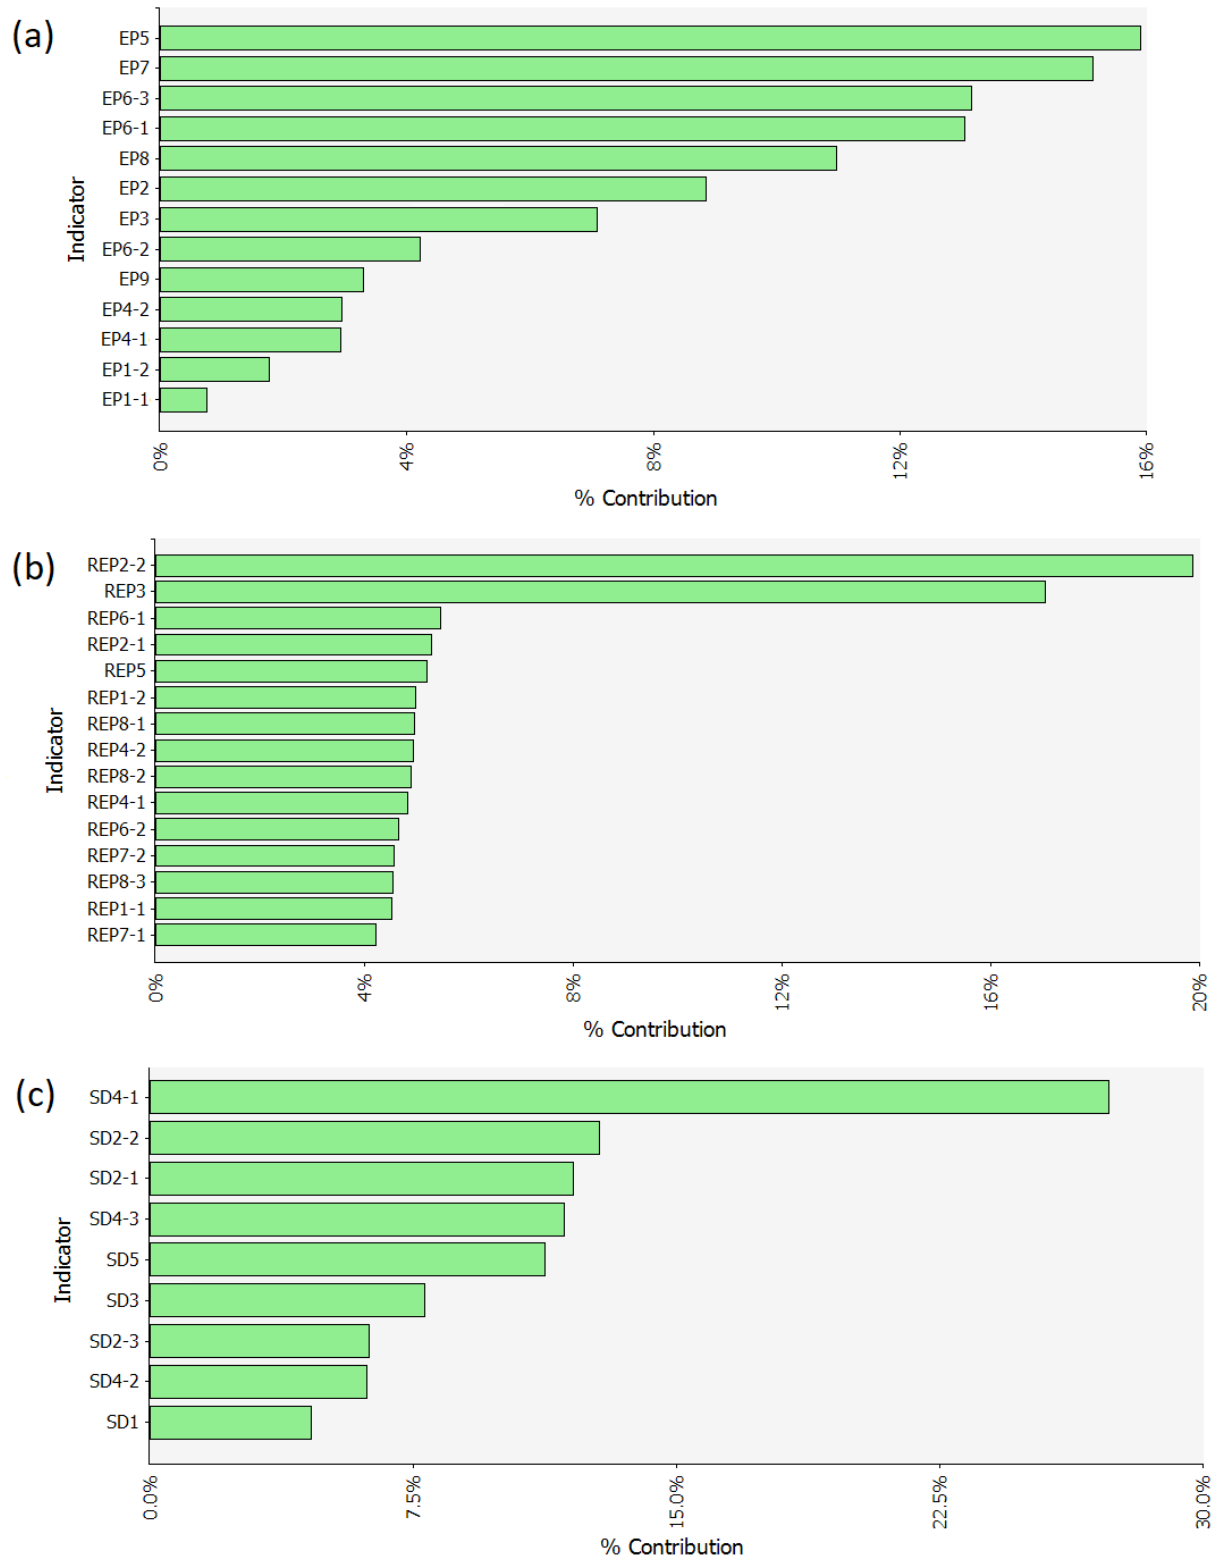 (a)
Indicator
EP5
EP7
EP6-3
EP6-1
EP8
EP2
EP3
EP6-2
EP9
EP4-2
EP4-1
EP1-2
EP1-1
0%
4%
8%
12%
16%
% Contribution
(b)
Indicator
REP2-2
REP3
REP6-1
REP2-1
REP5
REP1-2
REP8-1
REP4-2
REP8-2
REP4-1
REP6-2
REP7-2
REP8-3
REP1-1
REP7-1
0%
4%
8%
12%
16%
20%
% Contribution
(c)
Indicator
SD4-1
SD2-2
SD2-1
SD4-3
SD5
SD3
SD2-3
SD4-2
SD1
0.0%
7.5%
15.0%
22.5%
30.0%
% Contribution